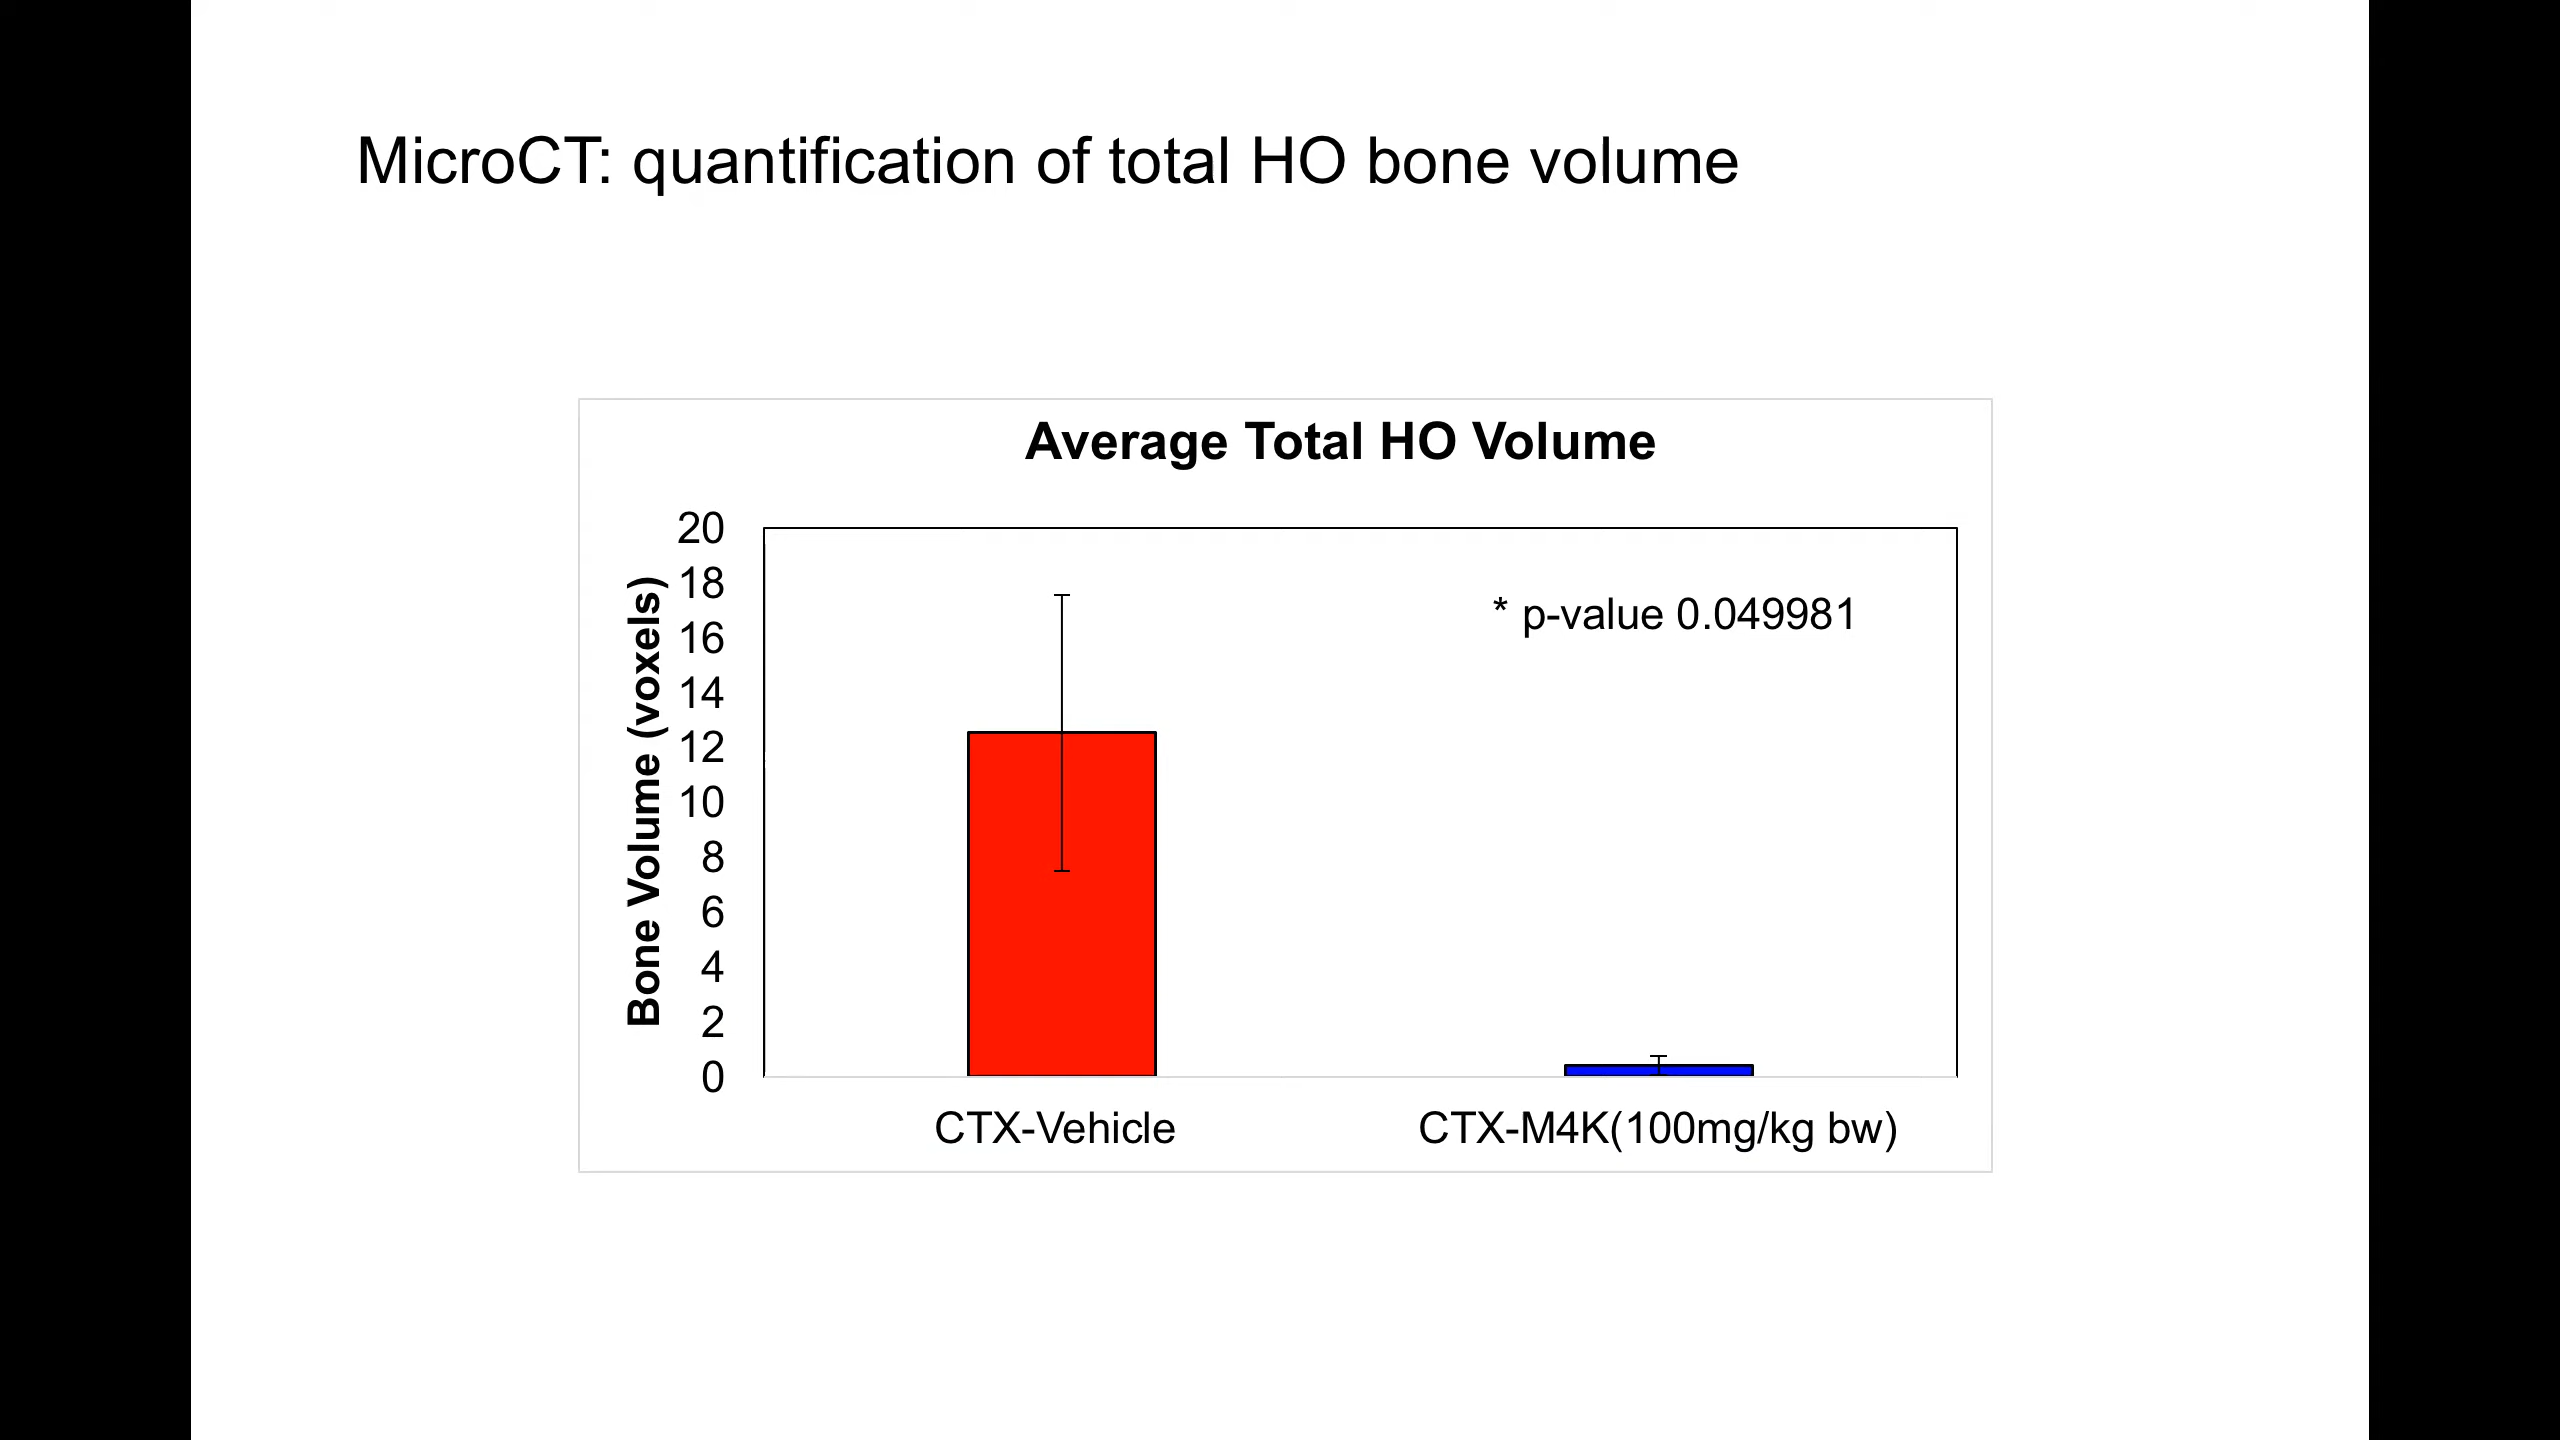 MicroCT: quantification of total HO bone volume
Average Total HO Volume
Bone Volume (voxels)
20
18
16
14
12
10
8
6
4
2
0
* p-value 0.049981
CTX-Vehicle
CTX-M4K(100mg/kg bw)